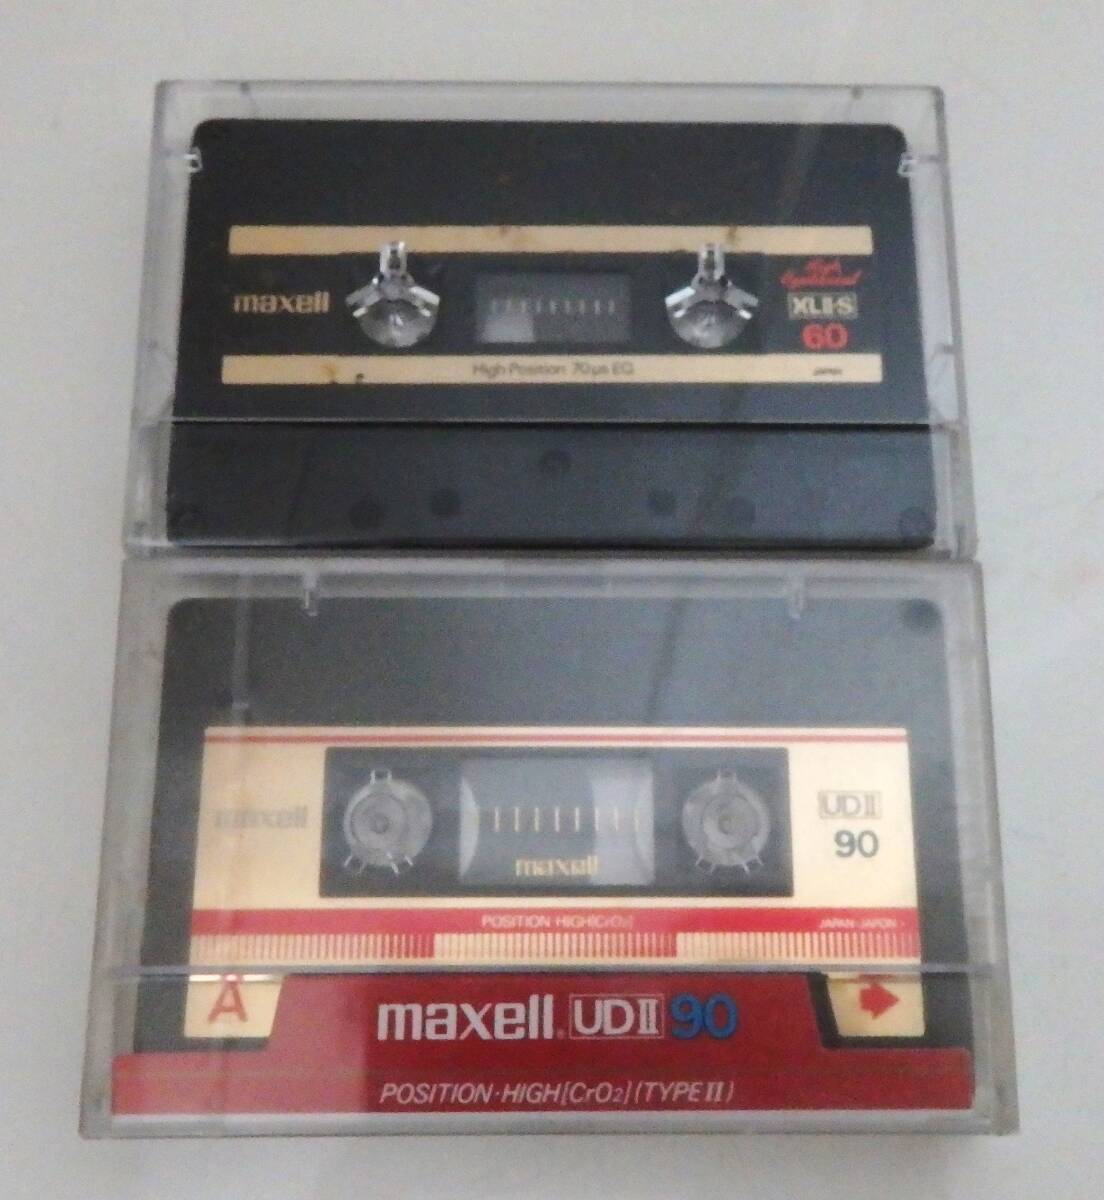 maxell
XLII-S
60
High Position 70μs EQ
JAPAN
maxell
maxell
UDII
90
POSITION HIGH[CrO2]
JAPAN·JAPON
A
maxell. UDII 90
POSITION·HIGH[CrO2](TYPE II)